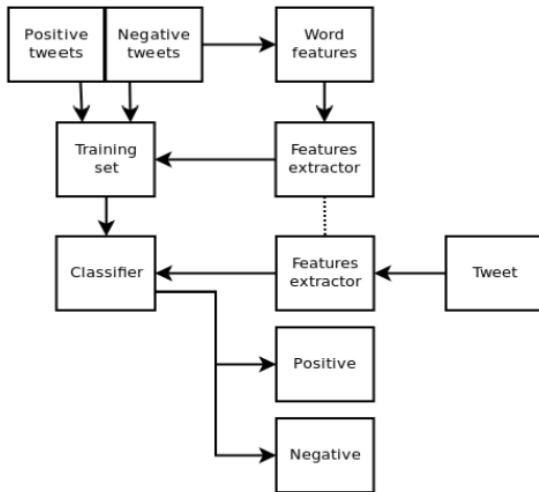 Positive
tweets
Negative
tweets
Word
features
Training
set
Features
extractor
Classifier
Features
extractor
Tweet
Positive
Negative